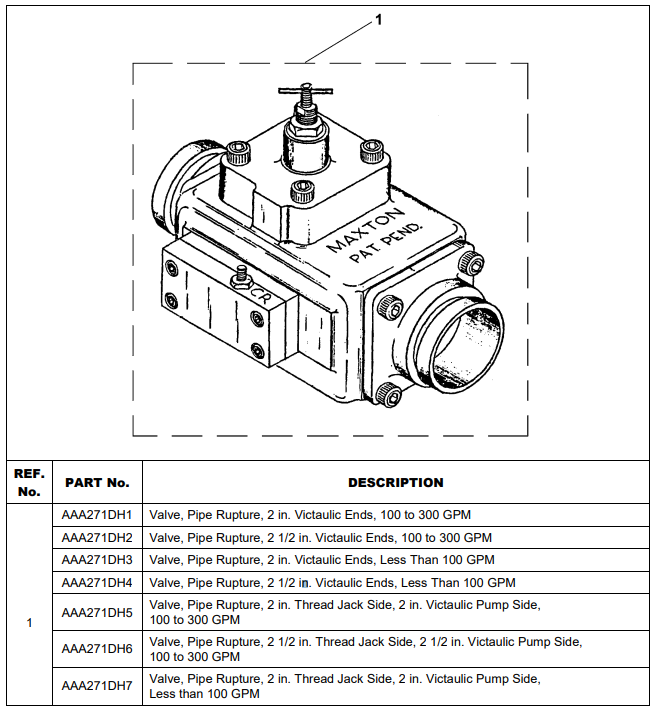 1
MAXTON
PAT. PEND.
CR
REF. No. PART No. DESCRIPTION
1
AAA271DH1 Valve, Pipe Rupture, 2 in. Victaulic Ends, 100 to 300 GPM
AAA271DH2 Valve, Pipe Rupture, 2 1/2 in. Victaulic Ends, 100 to 300 GPM
AAA271DH3 Valve, Pipe Rupture, 2 in. Victaulic Ends, Less Than 100 GPM
AAA271DH4 Valve, Pipe Rupture, 2 1/2 in. Victaulic Ends, Less Than 100 GPM
AAA271DH5 Valve, Pipe Rupture, 2 in. Thread Jack Side, 2 in. Victaulic Pump Side,
100 to 300 GPM
AAA271DH6 Valve, Pipe Rupture, 2 1/2 in. Thread Jack Side, 2 1/2 in. Victaulic Pump Side,
100 to 300 GPM
AAA271DH7 Valve, Pipe Rupture, 2 in. Thread Jack Side, 2 in. Victaulic Pump Side,
Less than 100 GPM